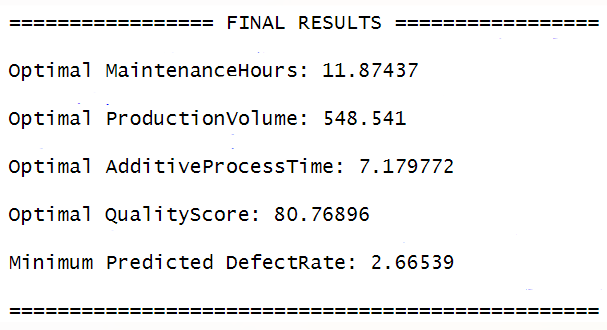 ================= FINAL RESULTS =================
Optimal MaintenanceHours: 11.87437
Optimal ProductionVolume: 548.541
Optimal AdditiveProcessTime: 7.179772
Optimal QualityScore: 80.76896
Minimum Predicted DefectRate: 2.66539
=================================================